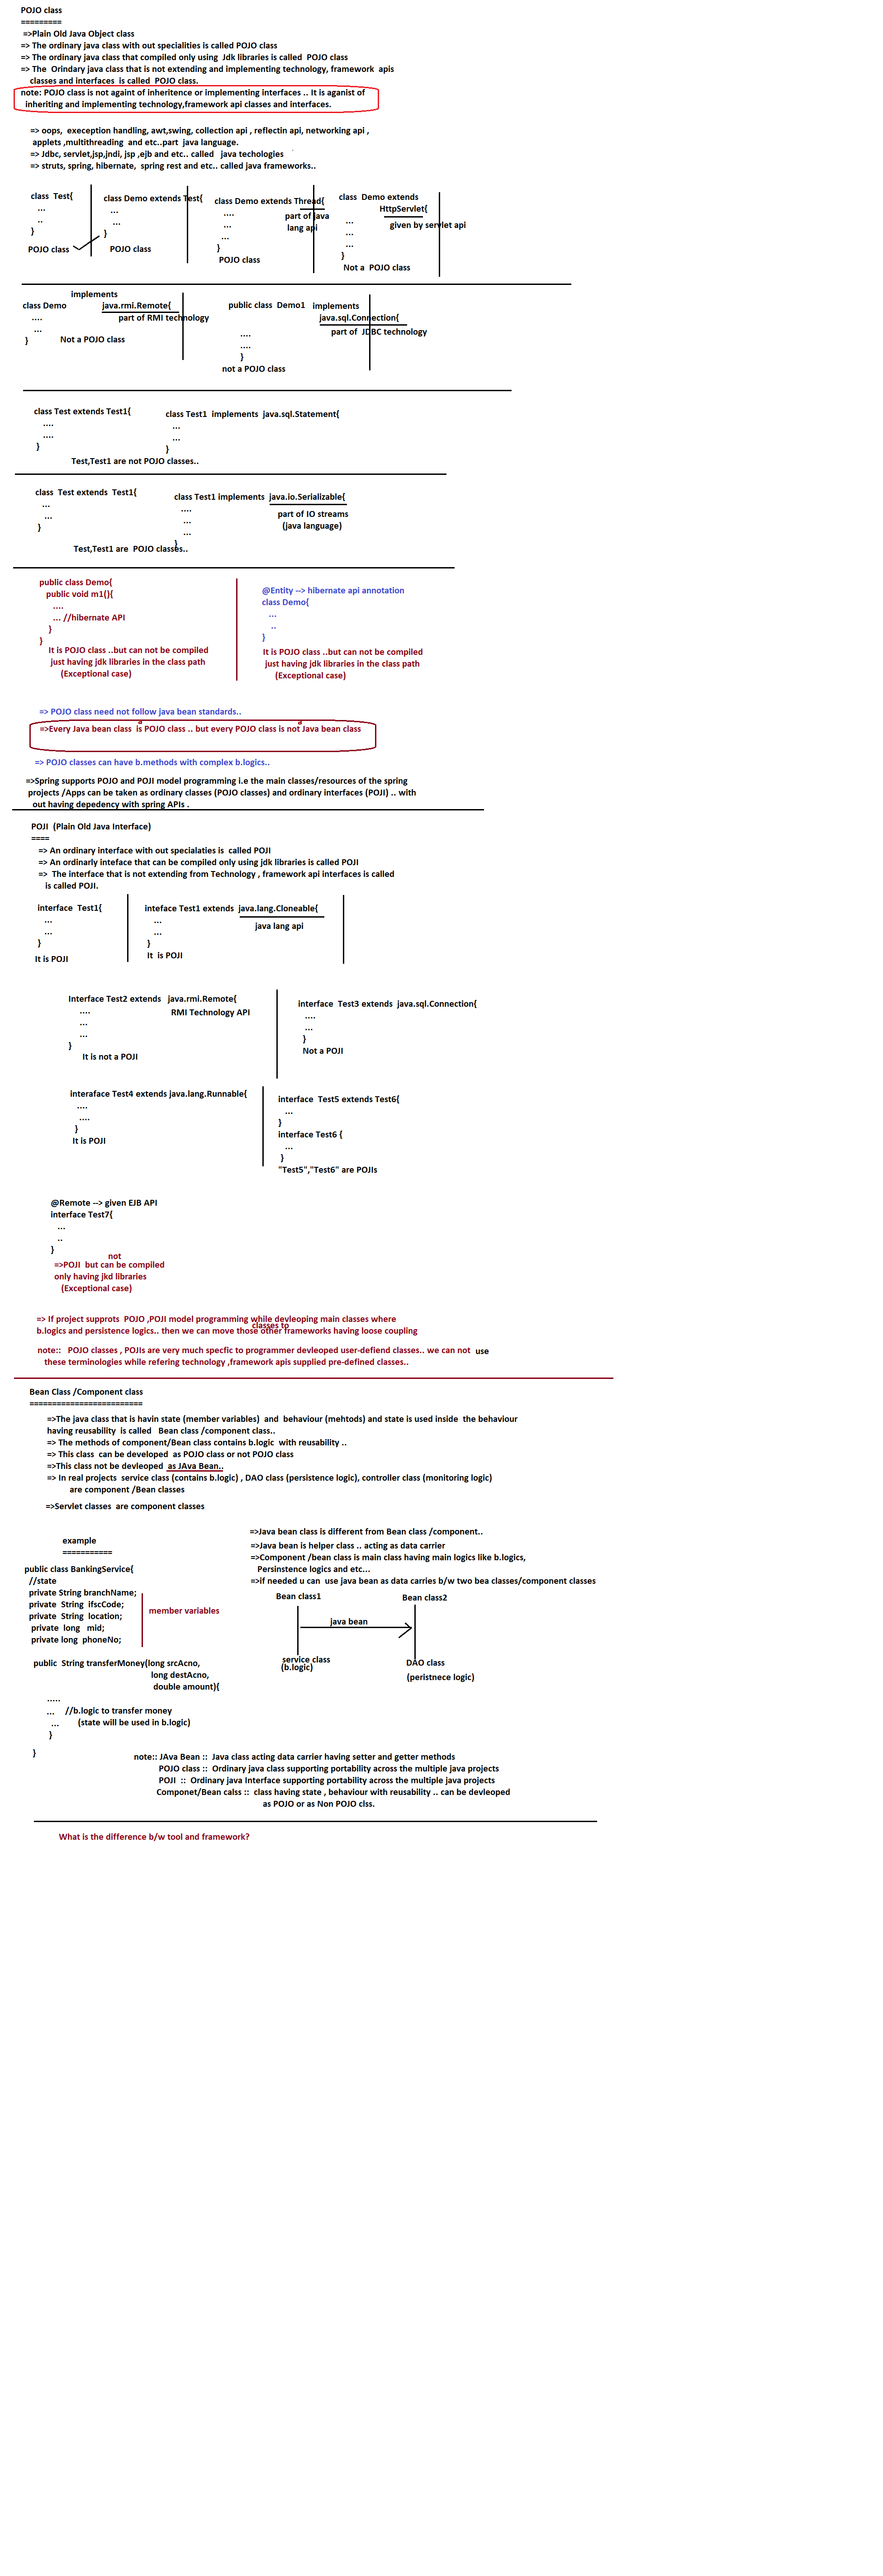 POJO class
=========
=>Plain Old Java Object class
=> The ordinary java class with out specialities is called POJO class
=> The ordinary java class that compiled only using Jdk libraries is called POJO class
=> The Orindary java class that is not extending and implementing technology, framework apis
classes and interfaces is called POJO class.
note: POJO class is not againt of inheritence or implementing interfaces .. It is aganist of
inheriting and implementing technology,framework api classes and interfaces.
=> oops, exeception handling, awt,swing, collection api , reflectin api, networking api ,
applets ,multithreading and etc..part java language.
=> Jdbc, servlet,jsp,jndi, jsp ,ejb and etc.. called java techologies
=> struts, spring, hibernate, spring rest and etc.. called java frameworks..
class Test{
...
..
}
POJO class
class Demo extends Test{
...
...
}
POJO class
class Demo extends Thread{
part of java
lang api
....
...
...
}
POJO class
class Demo extends
HttpServlet{
given by servlet api
...
...
...
}
Not a POJO class
implements
class Demo java.rmi.Remote{
part of RMI technology
....
...
}
Not a POJO class
public class Demo1 implements
java.sql.Connection{
part of JDBC technology
....
....
}
not a POJO class
class Test extends Test1{
....
....
}
class Test1 implements java.sql.Statement{
...
...
}
Test,Test1 are not POJO classes..
class Test extends Test1{
...
...
}
class Test1 implements java.io.Serializable{
part of IO streams
(java language)
....
...
...
}
Test,Test1 are POJO classes..
public class Demo{
public void m1(){
....
... //hibernate API
}
}
It is POJO class ..but can not be compiled
just having jdk libraries in the class path
(Exceptional case)
@Entity --> hibernate api annotation
class Demo{
...
..
}
It is POJO class ..but can not be compiled
just having jdk libraries in the class path
(Exceptional case)
=> POJO class need not follow java bean standards..
a a
=>Every Java bean class is POJO class .. but every POJO class is not Java bean class
=> POJO classes can have b.methods with complex b.logics..
=>Spring supports POJO and POJI model programming i.e the main classes/resources of the spring
projects /Apps can be taken as ordinary classes (POJO classes) and ordinary interfaces (POJI) .. with
out having depedency with spring APIs .
POJI (Plain Old Java Interface)
====
=> An ordinary interface with out specialaties is called POJI
=> An ordinarly inteface that can be compiled only using jdk libraries is called POJI
=> The interface that is not extending from Technology , framework api interfaces is called
is called POJI.
interface Test1{
...
...
}
It is POJI
inteface Test1 extends java.lang.Cloneable{
java lang api
...
...
}
It is POJI
Interface Test2 extends java.rmi.Remote{
RMI Technology API
....
...
...
}
It is not a POJI
interface Test3 extends java.sql.Connection{
....
...
}
Not a POJI
interaface Test4 extends java.lang.Runnable{
....
....
}
It is POJI
interface Test5 extends Test6{
...
}
interface Test6 {
...
}
"Test5","Test6" are POJIs
@Remote --> given EJB API
interface Test7{
...
..
}
not
=>POJI but can be compiled
only having jkd libraries
(Exceptional case)
=> If project supprots POJO ,POJI model programming while devleoping main classes where
classes to
b.logics and persistence logics.. then we can move those other frameworks having loose coupling
note:: POJO classes , POJIs are very much specfic to programmer devleoped user-defiend classes.. we can not use
these terminologies while refering technology ,framework apis supplied pre-defined classes..
Bean Class /Component class
=========================
=>The java class that is havin state (member variables) and behaviour (mehtods) and state is used inside the behaviour
having reusability is called Bean class /component class..
=> The methods of component/Bean class contains b.logic with reusability ..
=> This class can be developed as POJO class or not POJO class
=>This class not be devleoped as JAva Bean..
=> In real projects service class (contains b.logic) , DAO class (persistence logic), controller class (monitoring logic)
are component /Bean classes
=>Servlet classes are component classes
example
===========
public class BankingService{
//state
private String branchName;
private String ifscCode;
private String location;
private long mid;
private long phoneNo;
member variables
public String transferMoney(long srcAcno,
long destAcno,
double amount){
.....
... //b.logic to transfer money
... (state will be used in b.logic)
}
}
=>Java bean class is different from Bean class /component..
=>Java bean is helper class .. acting as data carrier
=>Component /bean class is main class having main logics like b.logics,
Persinstence logics and etc...
=>if needed u can use java bean as data carries b/w two bea classes/component classes
Bean class1
Bean class2
java bean
service class
(b.logic)
DAO class
(peristnece logic)
note:: JAva Bean :: Java class acting data carrier having setter and getter methods
POJO class :: Ordinary java class supporting portability across the multiple java projects
POJI :: Ordinary java Interface supporting portability across the multiple java projects
Componet/Bean calss :: class having state , behaviour with reusability .. can be devleoped
as POJO or as Non POJO clss.
What is the difference b/w tool and framework?